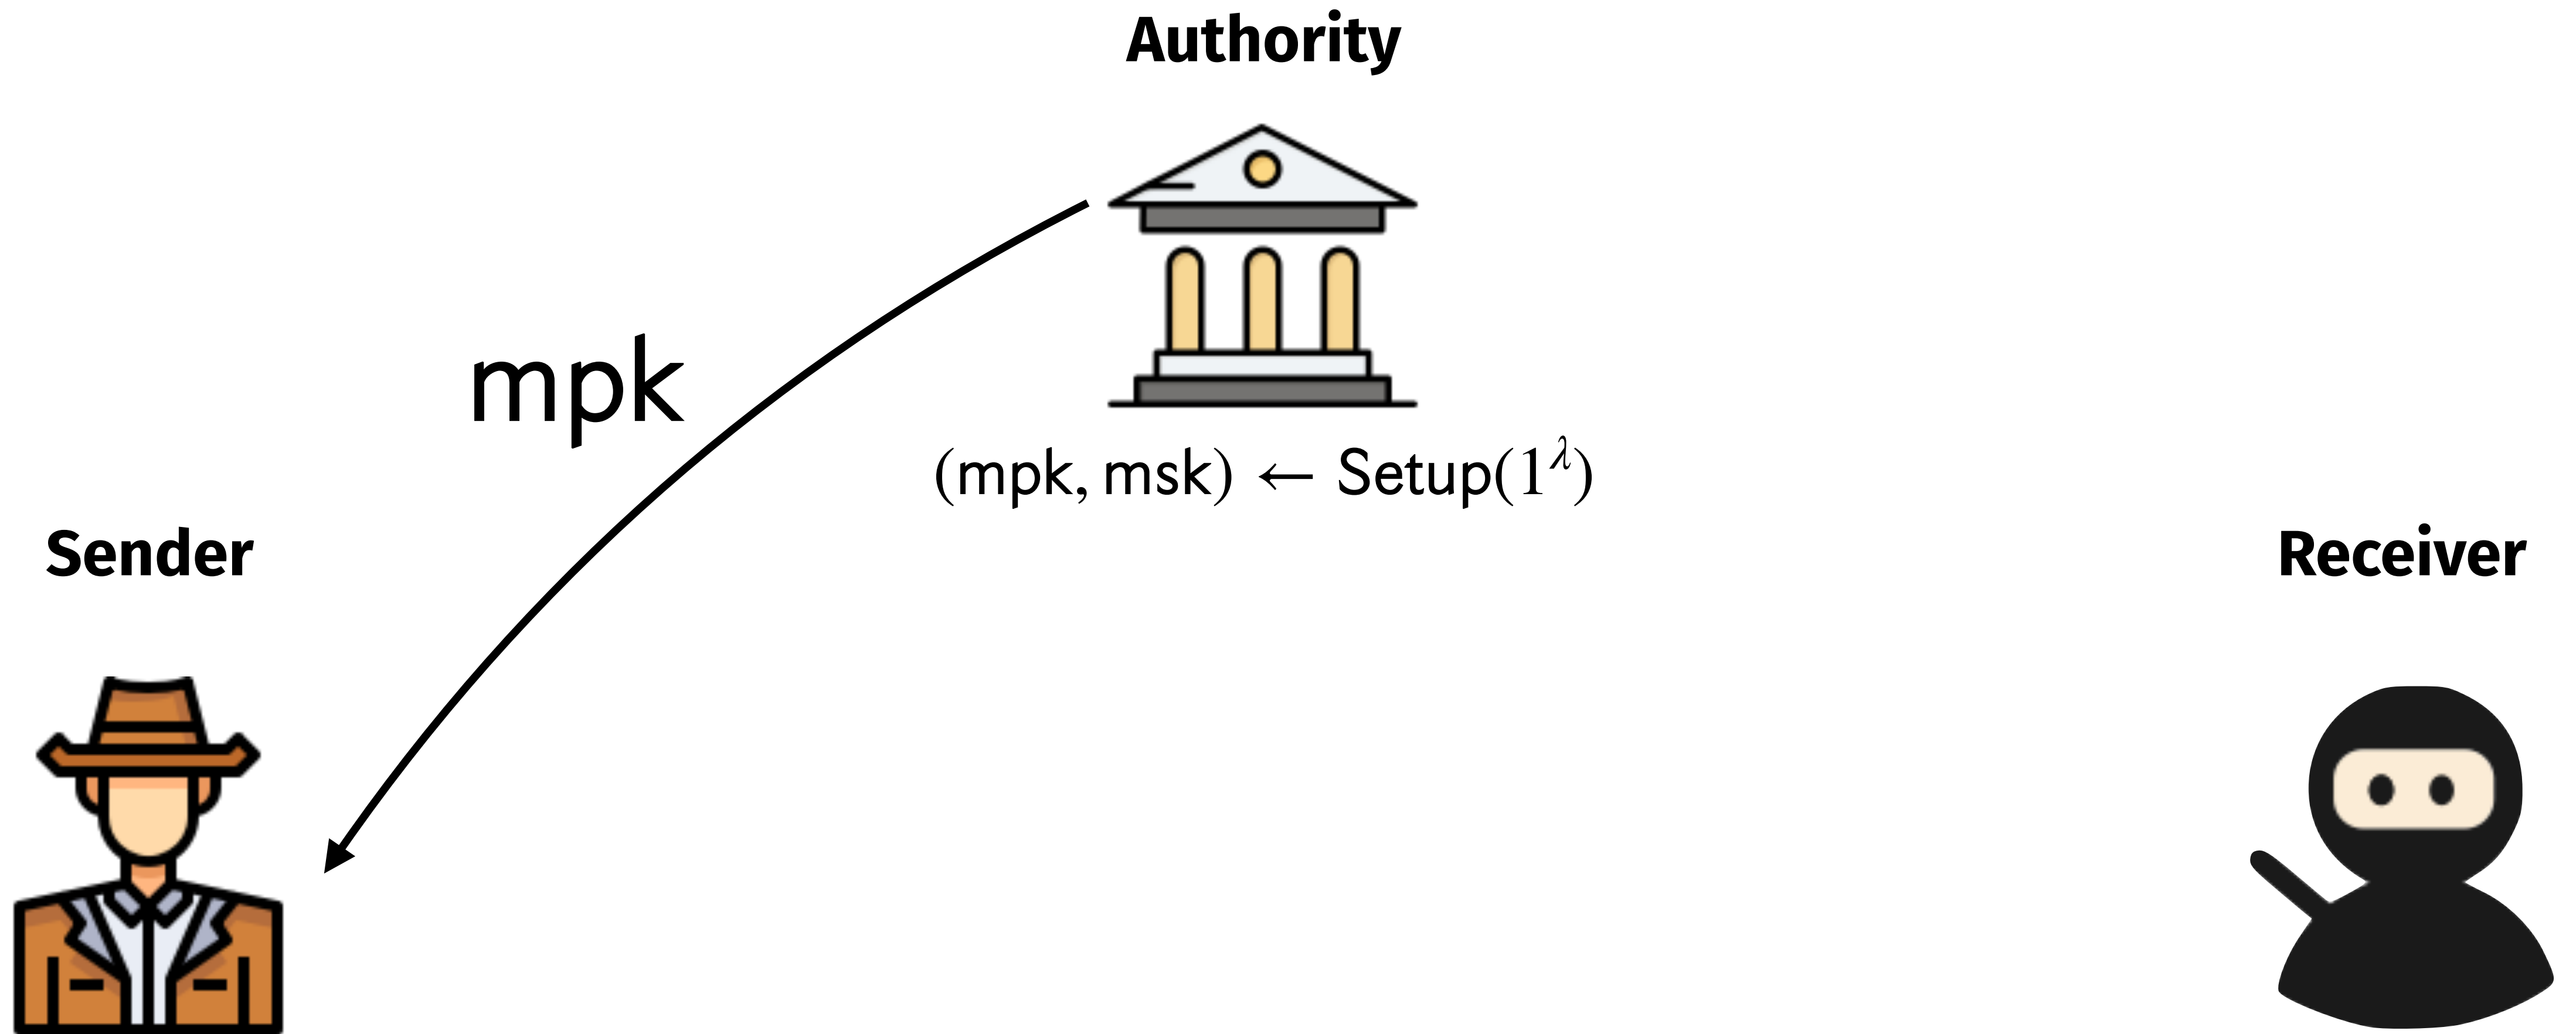 Authority
mpk
(mpk, msk) ← Setup(1^λ)
Sender
Receiver